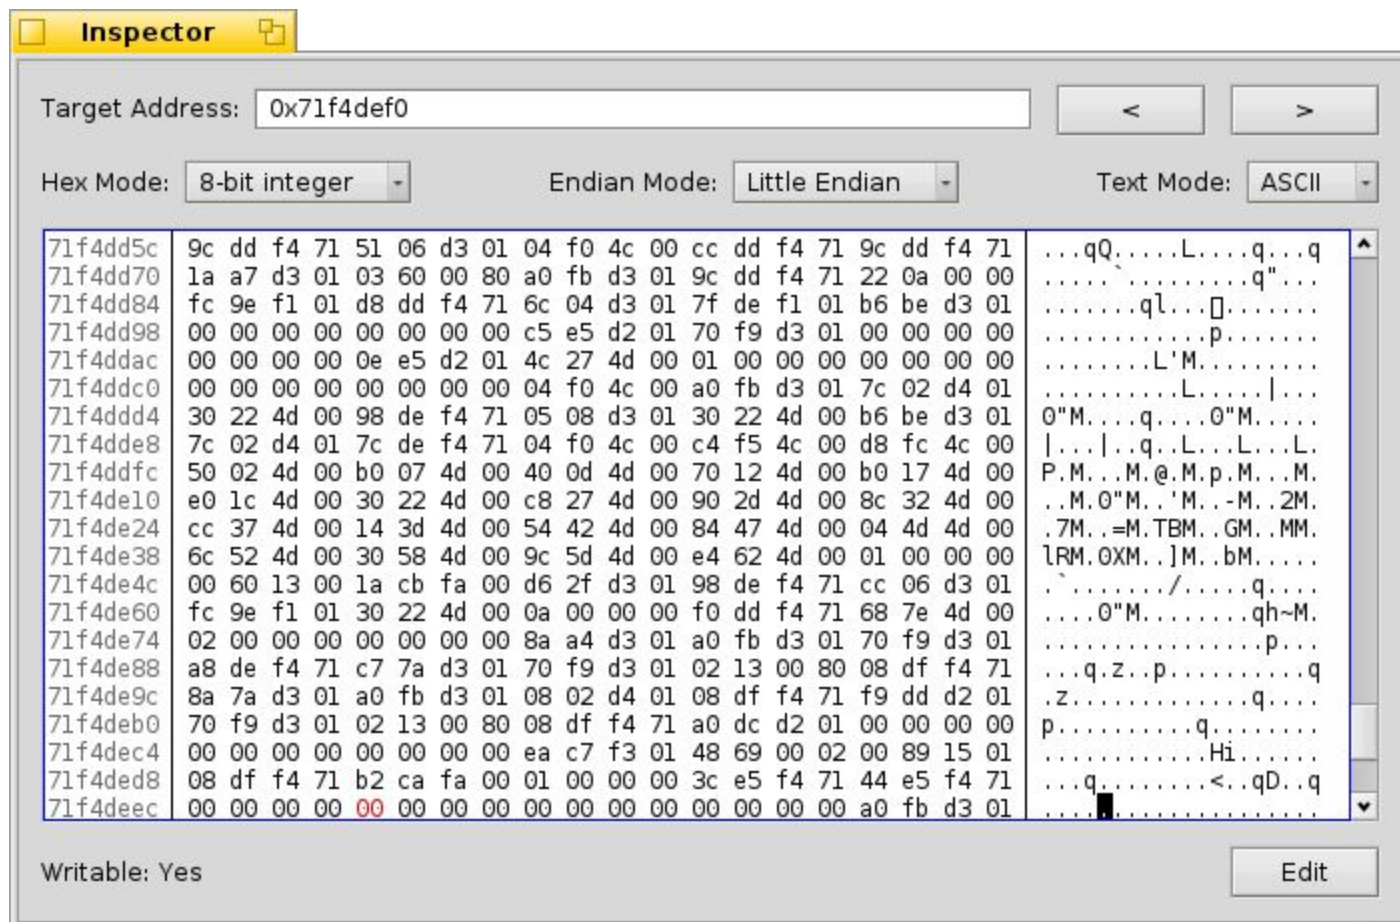 Inspector
Target Address: 0x71f4def0 < >
Hex Mode: 8-bit integer Endian Mode: Little Endian Text Mode: ASCII
71f4dd5c 9c dd f4 71 51 06 d3 01 04 f0 4c 00 cc dd f4 71 9c dd f4 71 ...qQ.....L....q...q
71f4dd70 1a a7 d3 01 03 60 00 80 a0 fb d3 01 9c dd f4 71 22 0a 00 00 .....`.........q"...
71f4dd84 fc 9e f1 01 d8 dd f4 71 6c 04 d3 01 7f de f1 01 b6 be d3 01 .......ql...▯.......
71f4dd98 00 00 00 00 00 00 00 00 c5 e5 d2 01 70 f9 d3 01 00 00 00 00 ............p.......
71f4ddac 00 00 00 00 0e e5 d2 01 4c 27 4d 00 01 00 00 00 00 00 00 00 ........L'M.........
71f4ddc0 00 00 00 00 00 00 00 00 04 f0 4c 00 a0 fb d3 01 7c 02 d4 01 ..........L.....|...
71f4ddd4 30 22 4d 00 98 de f4 71 05 08 d3 01 30 22 4d 00 b6 be d3 01 0"M....q....0"M.....
71f4dde8 7c 02 d4 01 7c de f4 71 04 f0 4c 00 c4 f5 4c 00 d8 fc 4c 00 |...|..q..L...L...L.
71f4ddfc 50 02 4d 00 b0 07 4d 00 40 0d 4d 00 70 12 4d 00 b0 17 4d 00 P.M...M.@.M.p.M...M.
71f4de10 e0 1c 4d 00 30 22 4d 00 c8 27 4d 00 90 2d 4d 00 8c 32 4d 00 ..M.0"M..'M..-M..2M.
71f4de24 cc 37 4d 00 14 3d 4d 00 54 42 4d 00 84 47 4d 00 04 4d 4d 00 .7M..=M.TBM..GM..MM.
71f4de38 6c 52 4d 00 30 58 4d 00 9c 5d 4d 00 e4 62 4d 00 01 00 00 00 lRM.0XM..]M..bM.....
71f4de4c 00 60 13 00 1a cb fa 00 d6 2f d3 01 98 de f4 71 cc 06 d3 01 .`......./.....q....
71f4de60 fc 9e f1 01 30 22 4d 00 0a 00 00 00 f0 dd f4 71 68 7e 4d 00 ....0"M........qh~M.
71f4de74 02 00 00 00 00 00 00 00 8a a4 d3 01 a0 fb d3 01 70 f9 d3 01 ................p...
71f4de88 a8 de f4 71 c7 7a d3 01 70 f9 d3 01 02 13 00 80 08 df f4 71 ...q.z..p..........q
71f4de9c 8a 7a d3 01 a0 fb d3 01 08 02 d4 01 08 df f4 71 f9 dd d2 01 .z.............q....
71f4deb0 70 f9 d3 01 02 13 00 80 08 df f4 71 a0 dc d2 01 00 00 00 00 p..........q........
71f4dec4 00 00 00 00 00 00 00 00 ea c7 f3 01 48 69 00 02 00 89 15 01 ............Hi......
71f4ded8 08 df f4 71 b2 ca fa 00 01 00 00 00 3c e5 f4 71 44 e5 f4 71 ...q........<..qD..q
71f4deec 00 00 00 00 00 00 00 00 00 00 00 00 00 00 00 00 a0 fb d3 01 ....................
Writable: Yes Edit